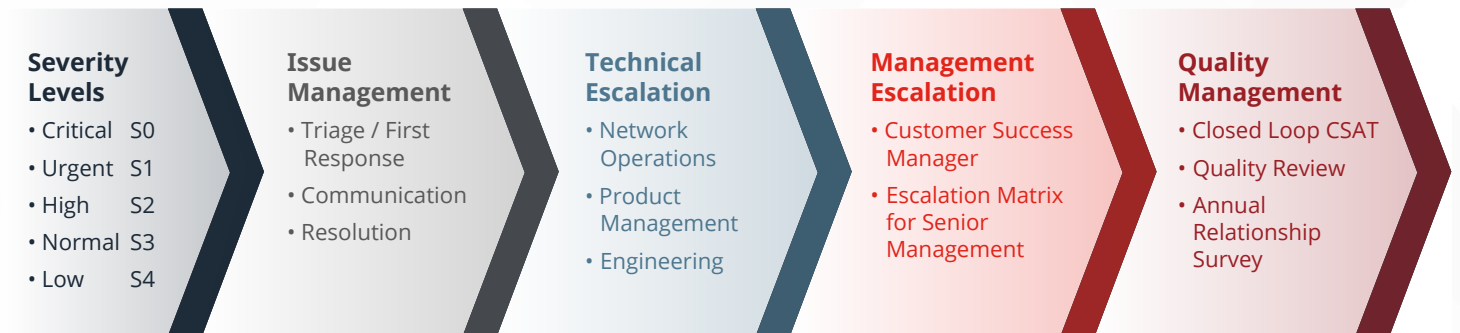 Severity
Levels
• Critical S0
• Urgent S1
• High S2
• Normal S3
• Low S4
Issue
Management
• Triage / First
Response
• Communication
• Resolution
Technical
Escalation
• Network
Operations
• Product
Management
• Engineering
Management
Escalation
• Customer Success
Manager
• Escalation Matrix
for Senior
Management
Quality
Management
• Closed Loop CSAT
• Quality Review
• Annual
Relationship
Survey